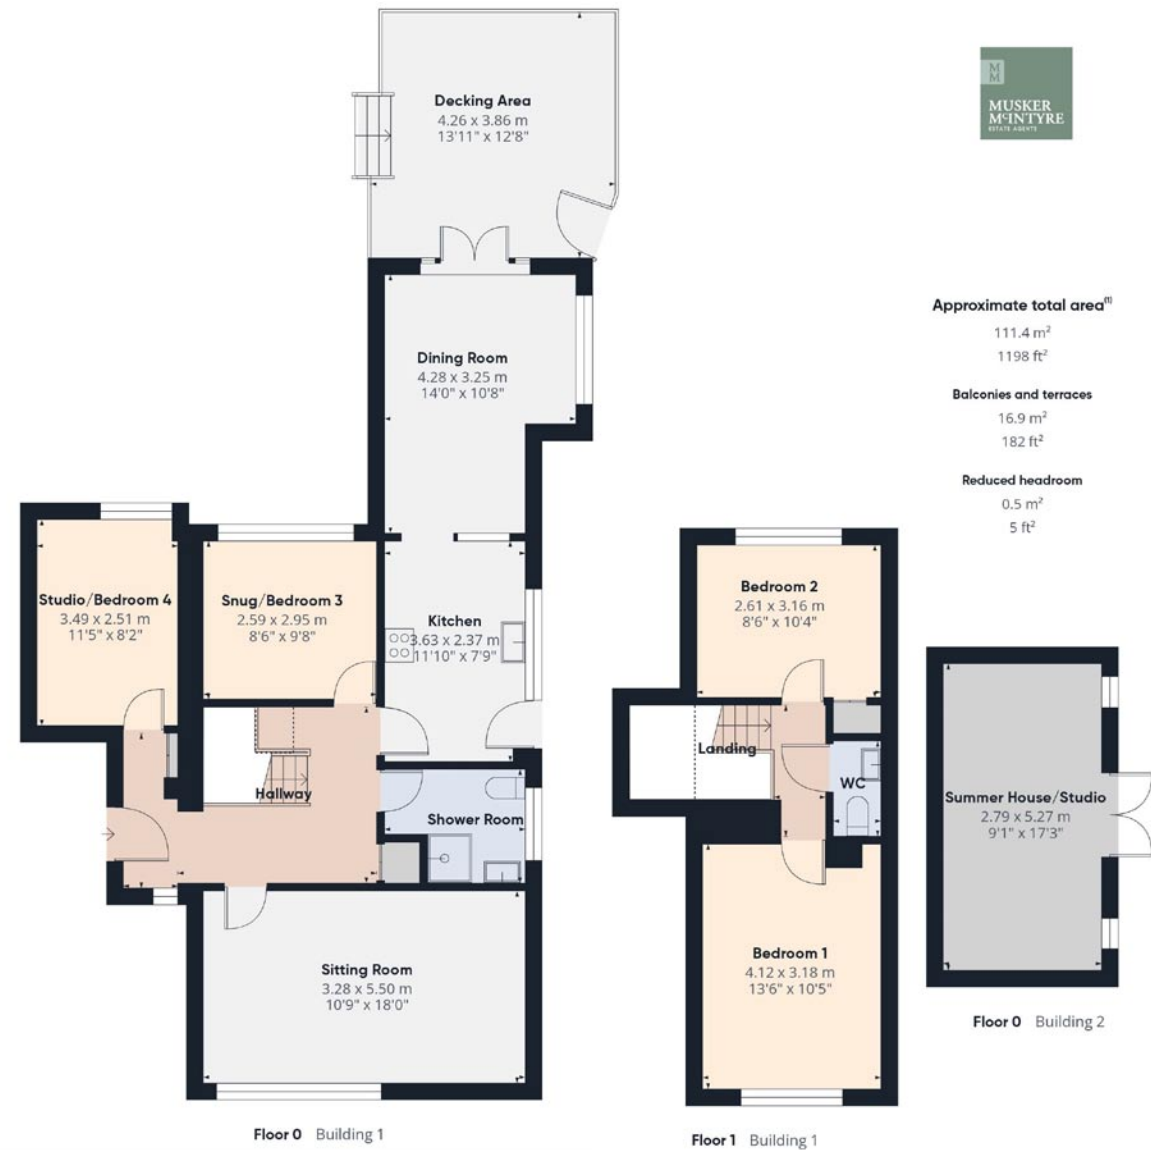 Decking Area
4.26 x 3.86 m
13'11" x 12'8"
M
M
MUSKER
McINTYRE
ESTATE AGENTS
Approximate total area(1)
111.4 m²
1198 ft²
Balconies and terraces
16.9 m²
182 ft²
Reduced headroom
0.5 m²
5 ft²
Dining Room
4.28 x 3.25 m
14'0" x 10'8"
Studio/Bedroom 4
3.49 x 2.51 m
11'5" x 8'2"
Snug/Bedroom 3
2.59 x 2.95 m
8'6" x 9'8"
Kitchen
3.63 x 2.37 m
11'10" x 7'9"
Hallway
Shower Room
Sitting Room
3.28 x 5.50 m
10'9" x 18'0"
Floor 0 Building 1
Bedroom 2
2.61 x 3.16 m
8'6" x 10'4"
Landing
WC
Bedroom 1
4.12 x 3.18 m
13'6" x 10'5"
Floor 1 Building 1
Summer House/Studio
2.79 x 5.27 m
9'1" x 17'3"
Floor 0 Building 2